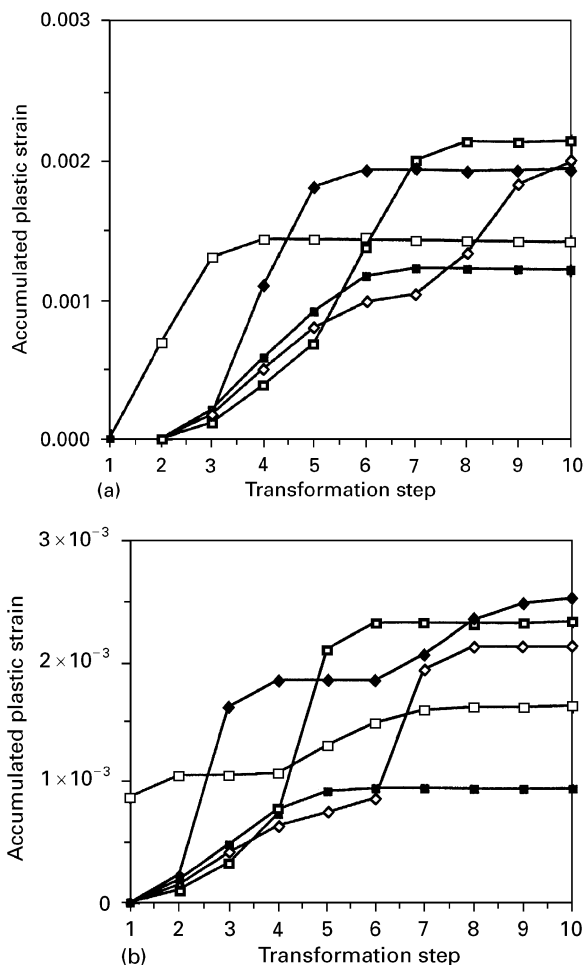 0.003
0.002
0.001
0.000
Accumulated plastic strain
1 2 3 4 5 6 7 8 9 10
(a) Transformation step
3 × 10⁻³
2 × 10⁻³
1 × 10⁻³
0
Accumulated plastic strain
1 2 3 4 5 6 7 8 9 10
(b) Transformation step